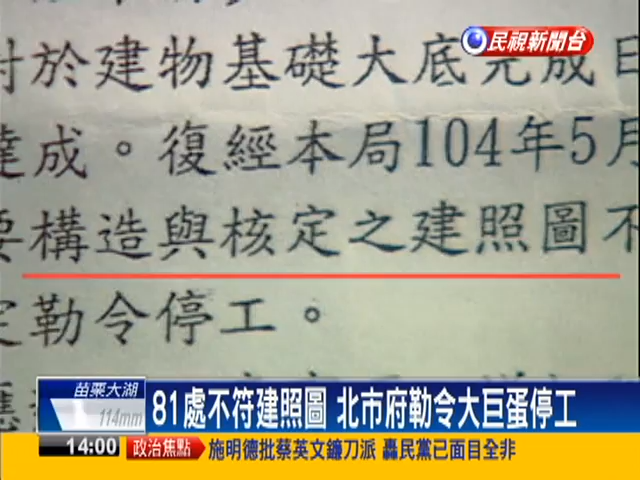 民視新聞台
對於建物基礎大底完成日
達成。復經本局104年5月
要構造與核定之建照圖不
定勒令停工。
苗栗大湖
114mm
81處不符建照圖 北市府勒令大巨蛋停工
14:00 政治焦點 施明德批蔡英文鐮刀派 轟民黨已面目全非